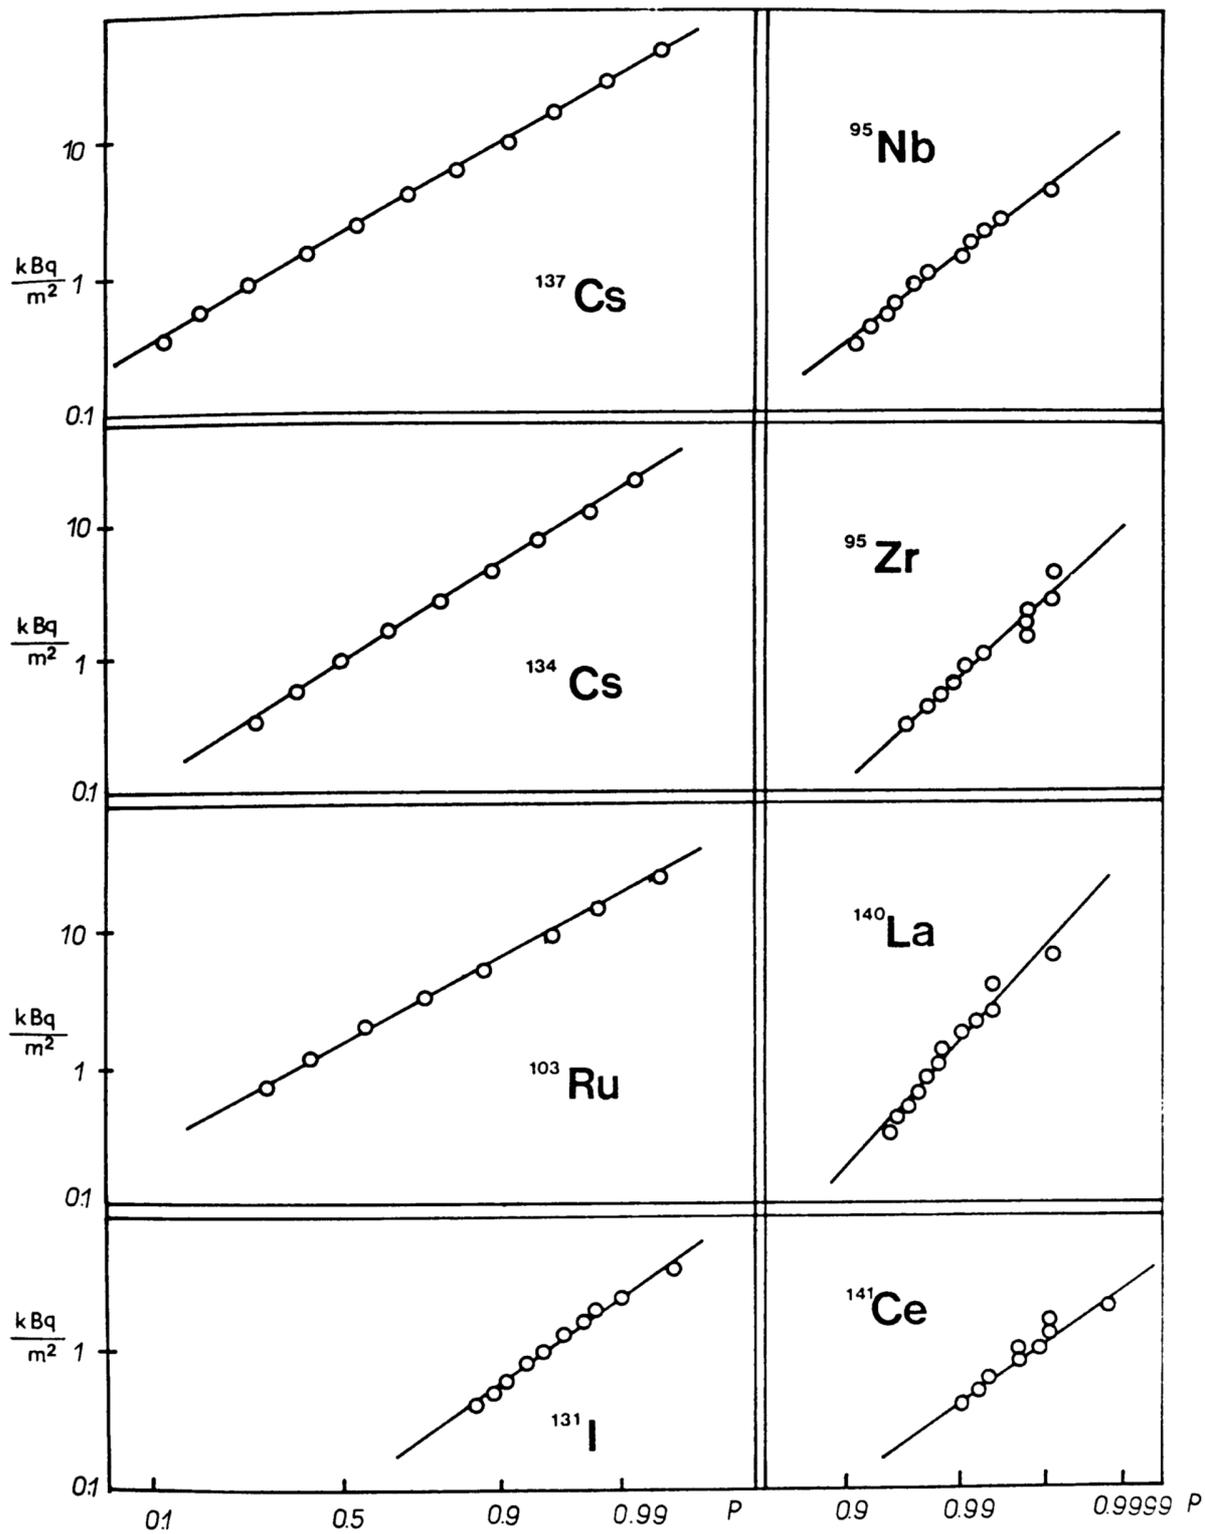 10
kBq
m²
1
0.1
¹³⁷Cs
⁹⁵Nb
10
kBq
m²
1
0.1
¹³⁴Cs
⁹⁵Zr
10
kBq
m²
1
0.1
¹⁰³Ru
¹⁴⁰La
kBq
m²
1
0.1
¹³¹I
¹⁴¹Ce
0.1 0.5 0.9 0.99 P 0.9 0.99 0.9999 P